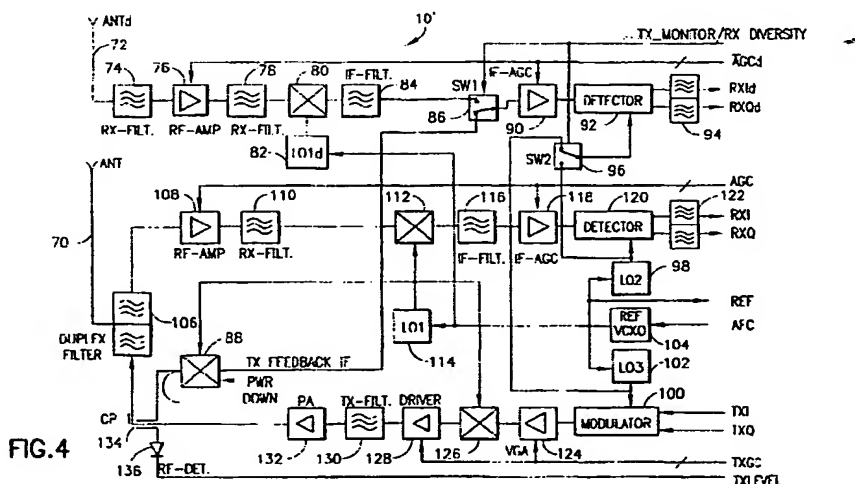 ANTd
10'
TX_MONITOR/RX DIVERSITY
72
74
76
78
80
IF-FILT.
84
SW1
IF-AGC
AGCd
RX-FILT.
RF-AMP
RX-FILT.
86
90
DETECTOR
92
RXId
RXQd
94
82
LO1d
SW2
96
ANT
108
110
112
116
118
120
AGC
122
70
RF-AMP
RX-FILT.
IF-FILT.
IF-AGC
DETECTOR
RXI
RXQ
LO2
98
REF
106
DUPLEX
FILTER
88
LO1
114
REF
VCXO
104
AFC
TX FEEDBACK IF
PWR
DOWN
LO3
102
100
CPL
134
PA
TX-FILT.
DRIVER
MODULATOR
TXI
TXQ
FIG.4
136
RF-DET.
132
130
128
126
VGA
124
TXGC
TXLEVEL